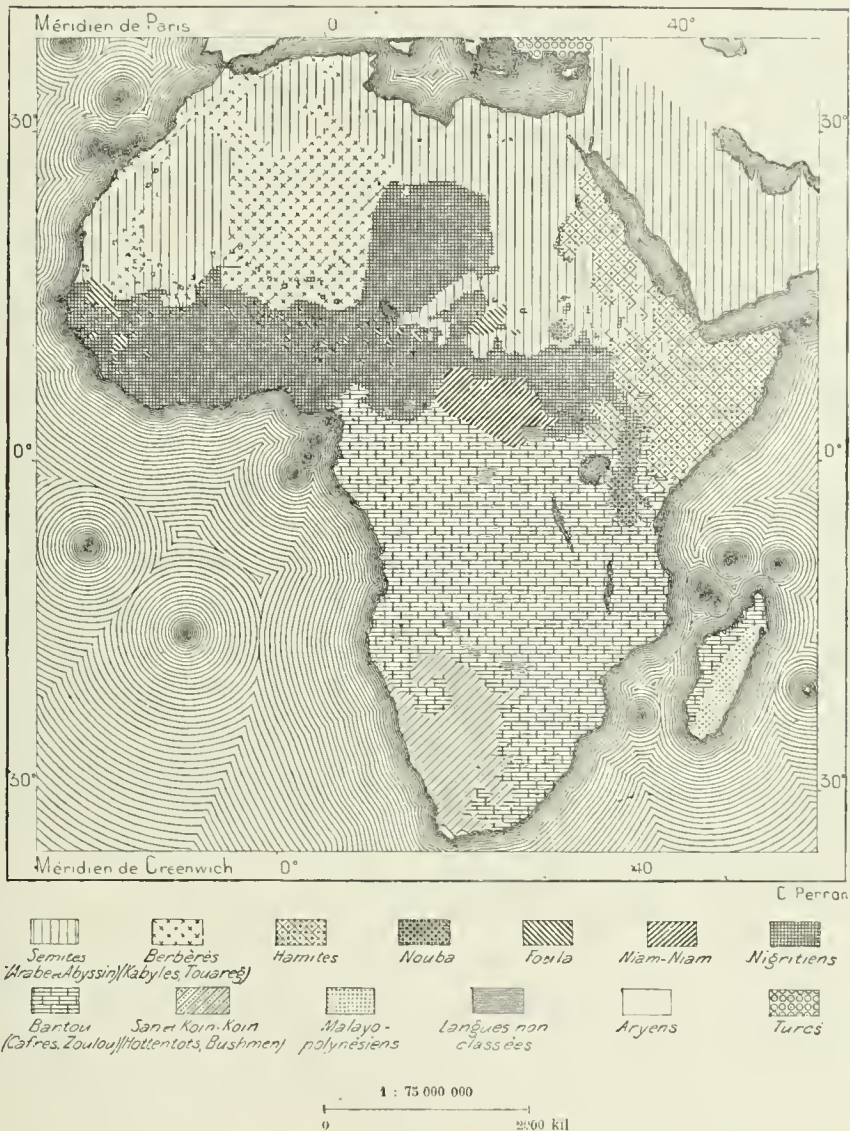 Méridien de Paris 0 40°
30° 30°
0° 0°
30° 30°
Méridien de Greenwich 0° 40
C Perron
Semites Berbères Hamites Nouba Foula Niam-Niam Nigritiens
(Arabe et Abyssin) (Kabyles, Touareg)
Bantou San et Koin-Koin Malayo- Langues non Aryens Turcs
(Cafres, Zoulou) (Hottentots, Bushmen) polynésiens classées
1 : 75 000 000
0 2000 kil